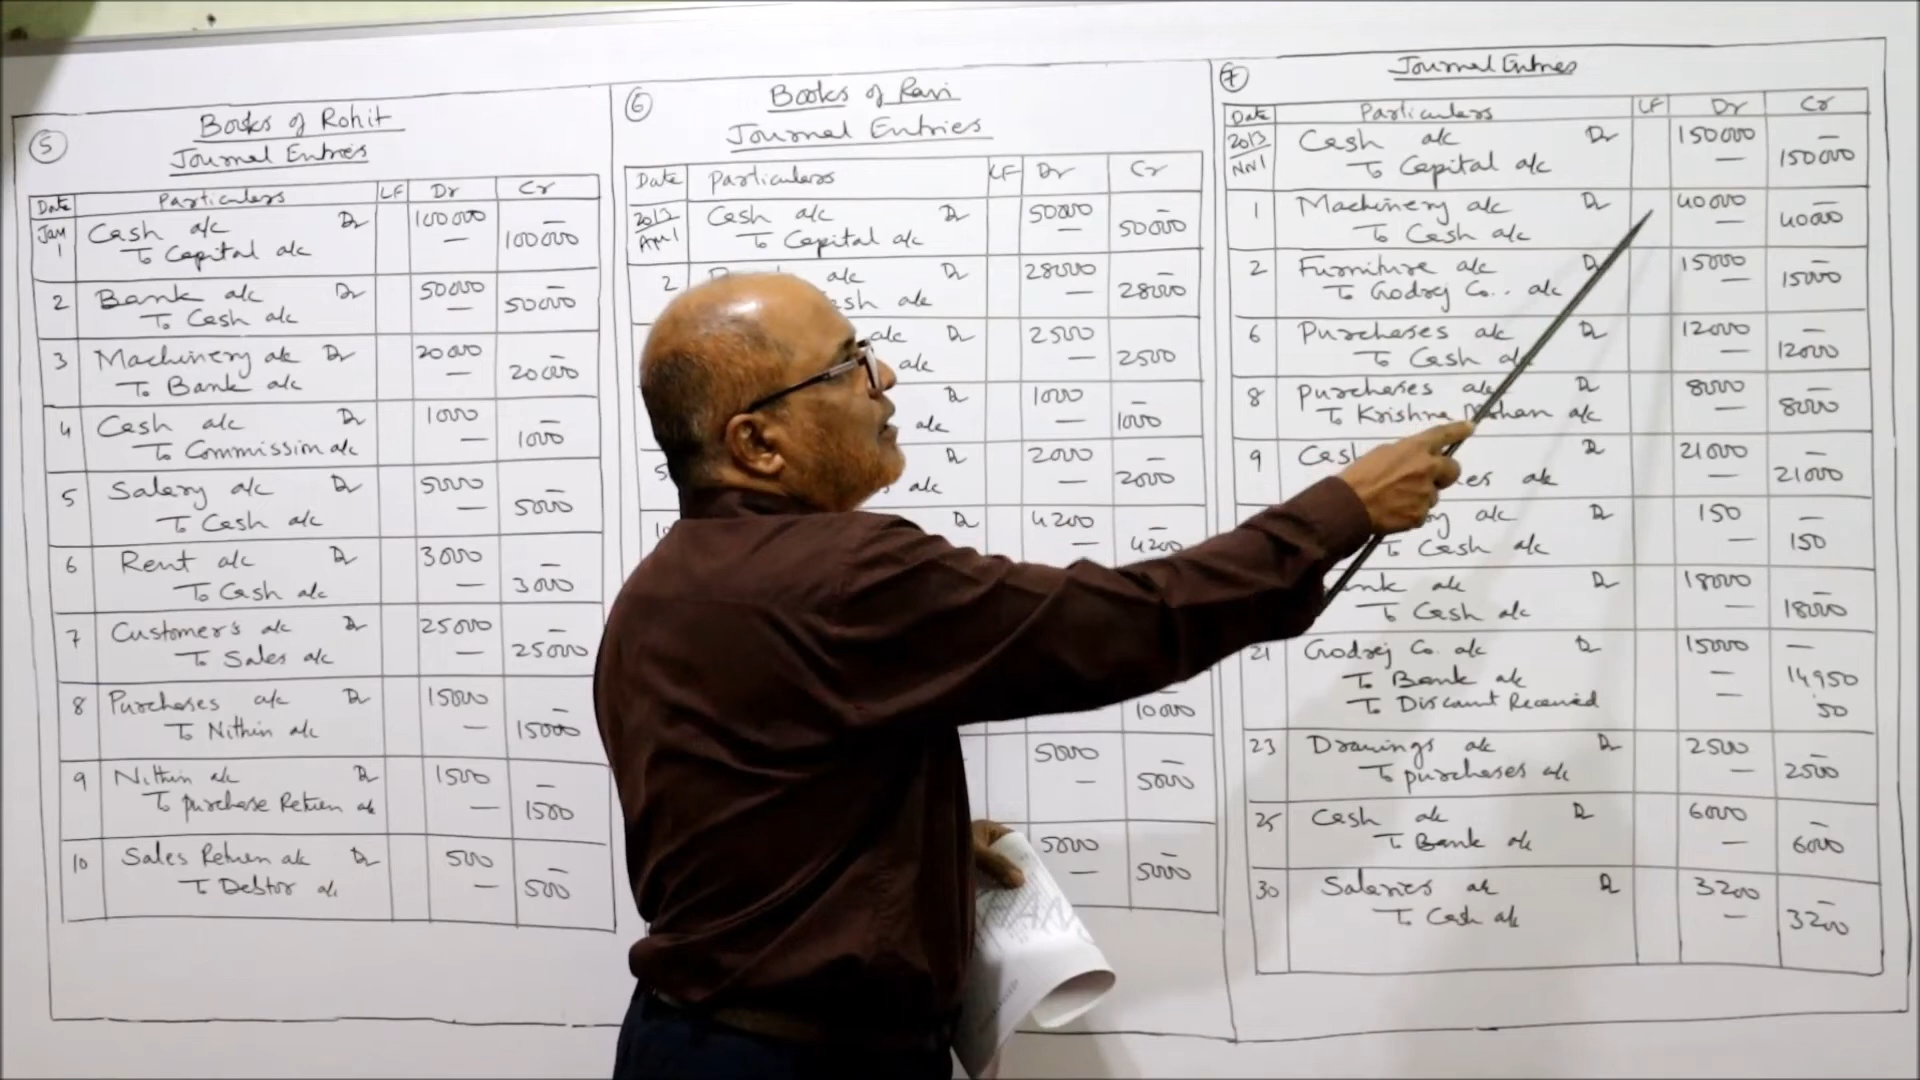 5
Books of Rohit
Journal Entries
Date Particulars LF Dr Cr
Jan 1 Cash a/c Dr 100000 —
To Capital a/c — 100000
2 Bank a/c Dr 50000 —
To Cash a/c — 50000
3 Machinery a/c Dr 20000 —
To Bank a/c — 20000
4 Cash a/c Dr 1000 —
To Commission a/c — 1000
5 Salary a/c Dr 5000 —
To Cash a/c — 5000
6 Rent a/c Dr 3000 —
To Cash a/c — 3000
7 Customer's a/c Dr 25000 —
To Sales a/c — 25000
8 Purchases a/c Dr 15000 —
To Nithin a/c — 15000
9 Nithin a/c Dr 1500 —
To purchase Return a/c — 1500
10 Sales Return a/c Dr 500 —
To Debtor a/c — 500
6
Books of Ravi
Journal Entries
Date Particulars LF Dr Cr
Cash a/c Dr 50000 —
To Capital a/c — 50000
2 a/c Dr 28000 —
a/c — 28000
a/c Dr 2500
a/c — 2500
Dr 1000 —
a/c 1000
Dr 2000 —
a/c — 2000
Dr 4200 —
— 4200
10000
5000 —
— 5000
5000 —
— 5000
7
Journal Entries
Date Particulars LF Dr Cr
2013 Nov 1 Cash a/c Dr 150000 —
To Capital a/c — 150000
1 Machinery a/c Dr 40000 —
To Cash a/c — 40000
2 Furniture a/c Dr 15000 —
To Godrej Co.. a/c — 15000
6 Purchases a/c Dr 12000 —
To Cash a/c — 12000
8 Purchases a/c Dr 8000 —
To Krishna Mohan a/c — 8000
9 Dr 21000 —
a/c — 21000
a/c Dr 150 —
To Cash a/c — 150
a/c Dr 18000 —
To Cash a/c — 18000
21 Godrej Co. a/c Dr 15000 —
To Bank a/c — 14950
To Discount Received — 50
23 Drawings a/c Dr 2500 —
To purchases a/c — 2500
25 Cash a/c Dr 6000 —
To Bank a/c — 6000
30 Salaries a/c Dr 3200 —
To Cash a/c — 3200